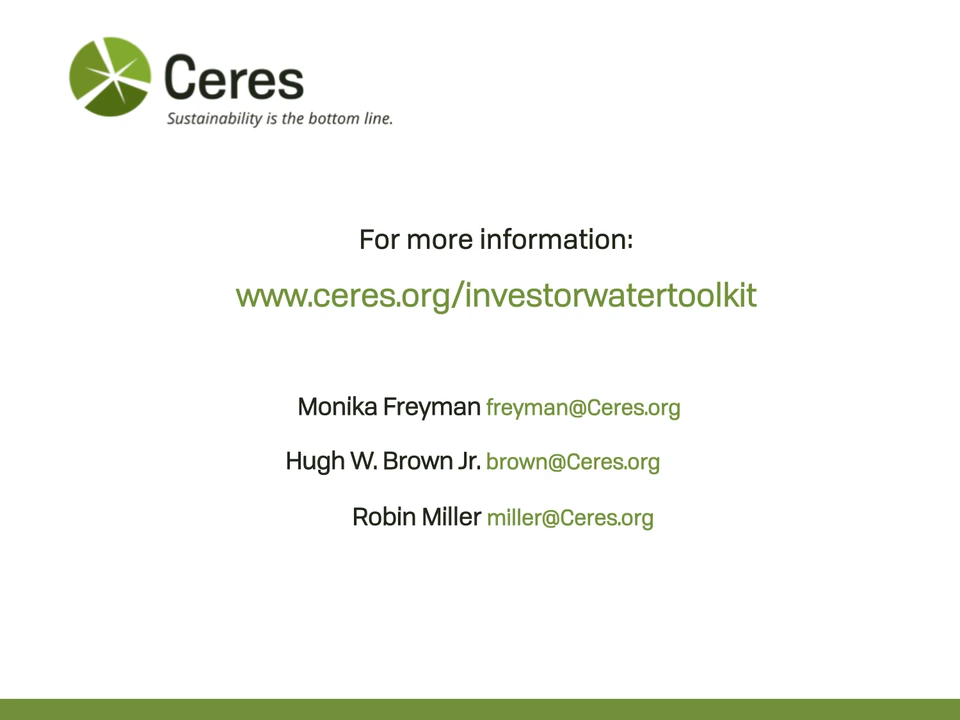 Ceres
Sustainability is the bottom line.
For more information:
www.ceres.org/investorwatertoolkit
Monika Freyman freyman@Ceres.org
Hugh W. Brown Jr. brown@Ceres.org
Robin Miller miller@Ceres.org